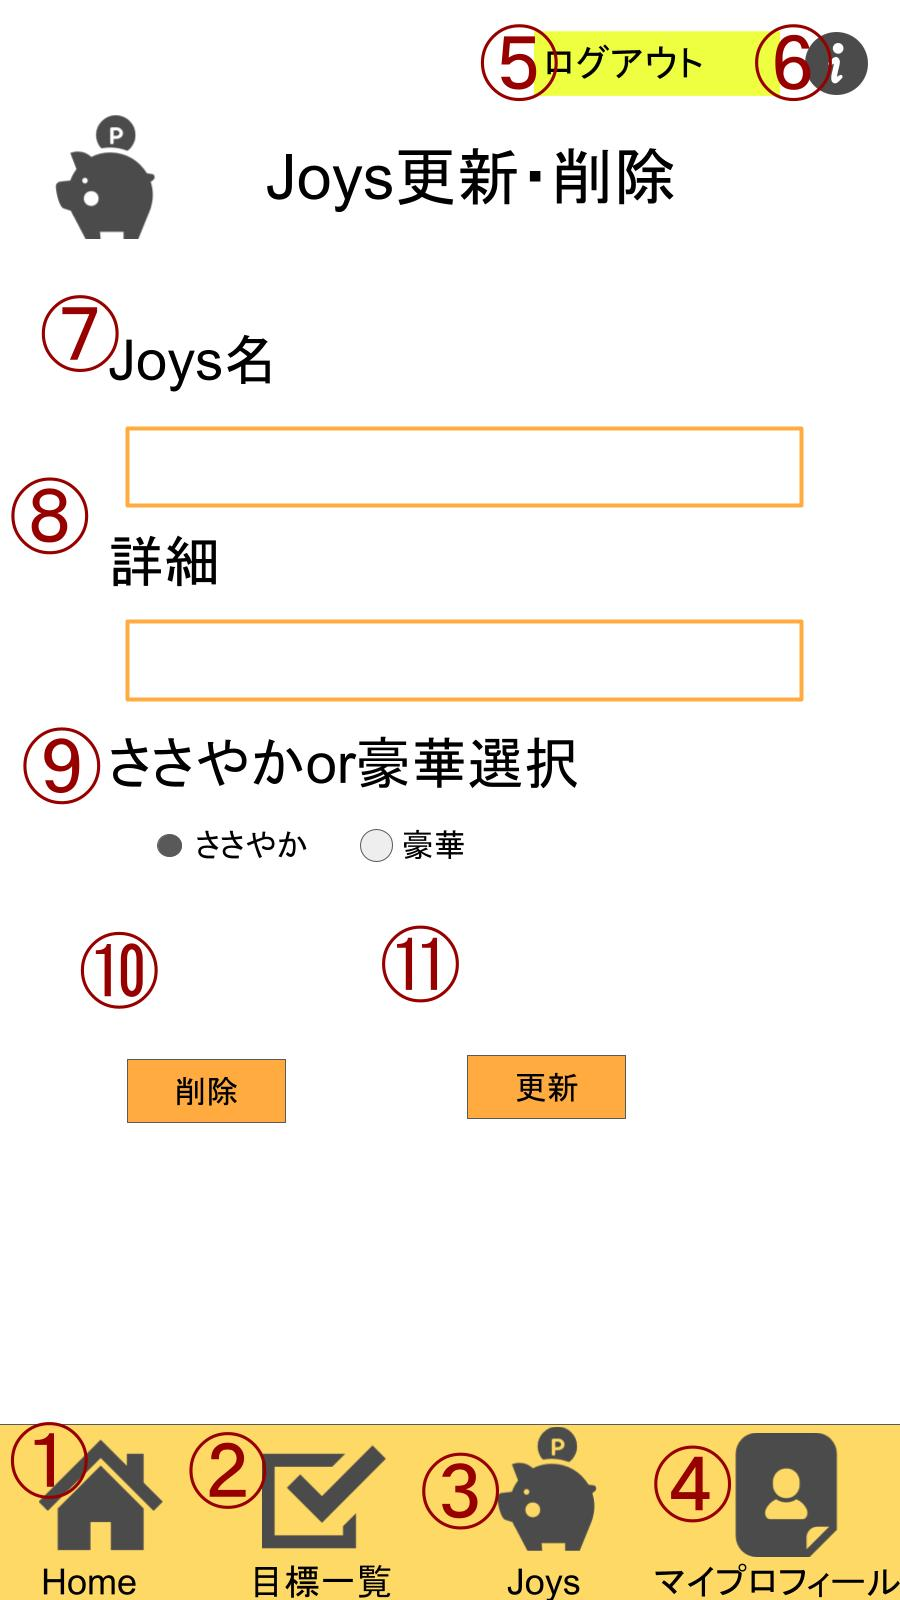 ⑤ ログアウト ⑥ i
P
Joys更新・削除
⑦ Joys名
⑧
詳細
⑨ ささやかor豪華選択
ささやか 豪華
⑩ ⑪
削除 更新
① ② ③ P ④
Home 目標一覧 Joys マイプロフィール